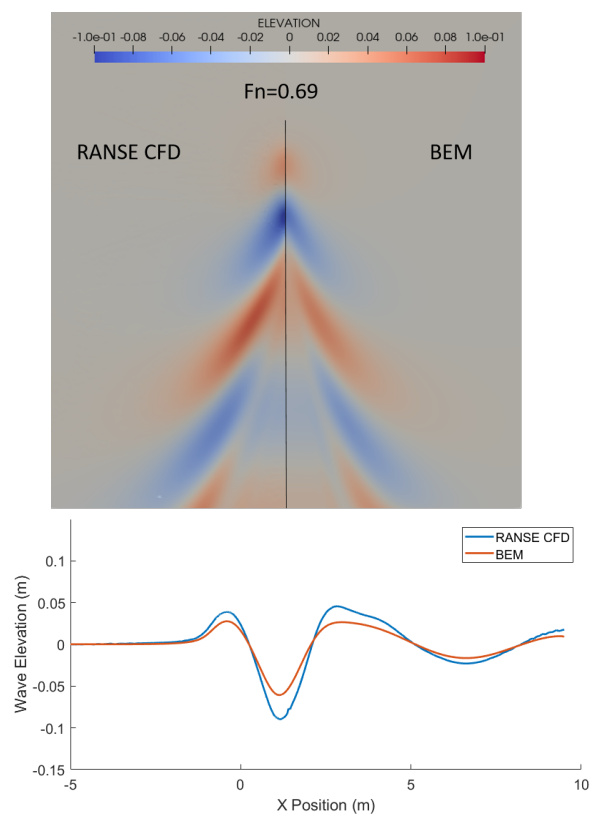 ELEVATION
-1.0e-01 -0.08 -0.06 -0.04 -0.02 0 0.02 0.04 0.06 0.08 1.0e-01
Fn=0.69
RANSE CFD BEM
RANSE CFD
BEM
0.1
0.05
0
-0.05
-0.1
-0.15
Wave Elevation (m)
-5 0 5 10
X Position (m)